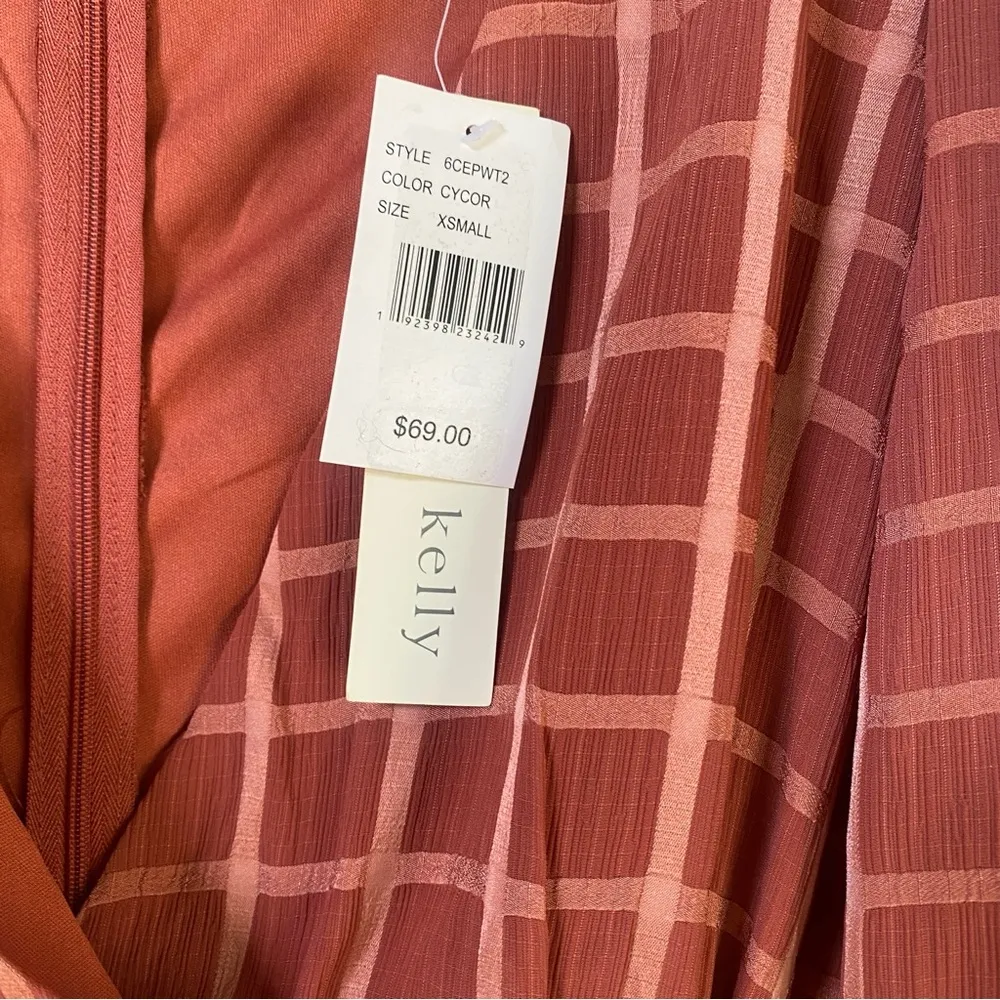 STYLE 6CEPWT2
COLOR CYCOR
SIZE XSMALL
1 92398 23242 9
$69.00
kelly